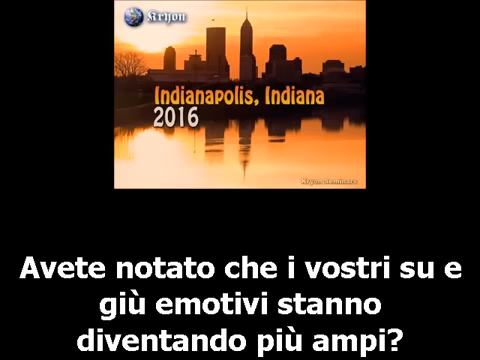 Kryon
Indianapolis, Indiana
2016
Kryon Seminars
Avete notato che i vostri su e
giù emotivi stanno
diventando più ampi?